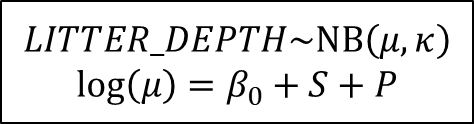 LITTER_DEPTH~NB(μ, κ)
log(μ) = β₀ + S + P